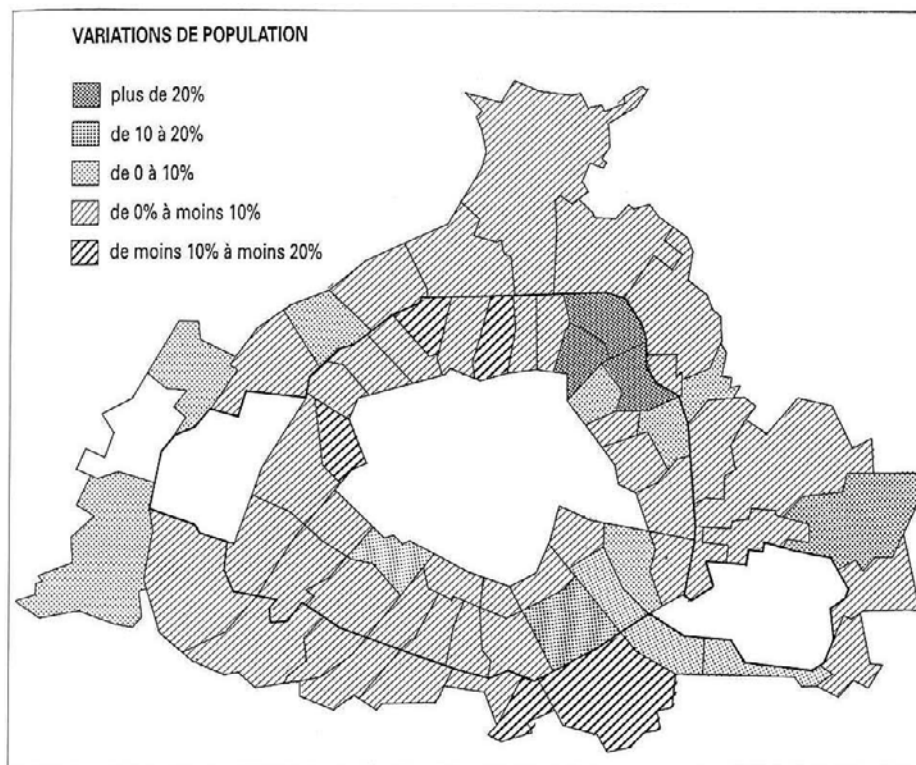 VARIATIONS DE POPULATION
plus de 20%
de 10 à 20%
de 0 à 10%
de 0% à moins 10%
de moins 10% à moins 20%